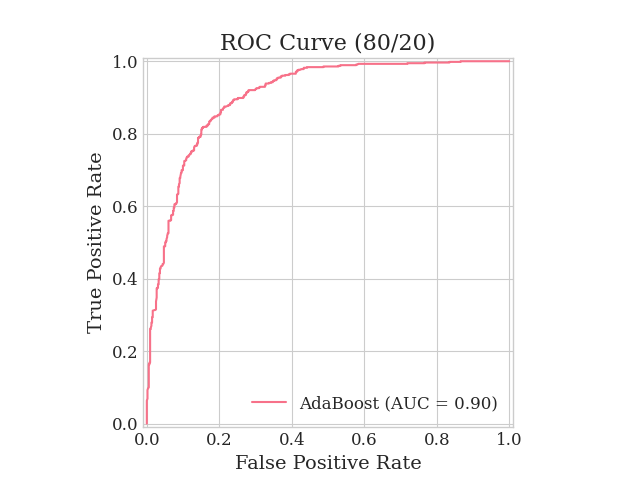 ROC Curve (80/20)
True Positive Rate
1.0
0.8
0.6
0.4
0.2
0.0
AdaBoost (AUC = 0.90)
0.0 0.2 0.4 0.6 0.8 1.0
False Positive Rate